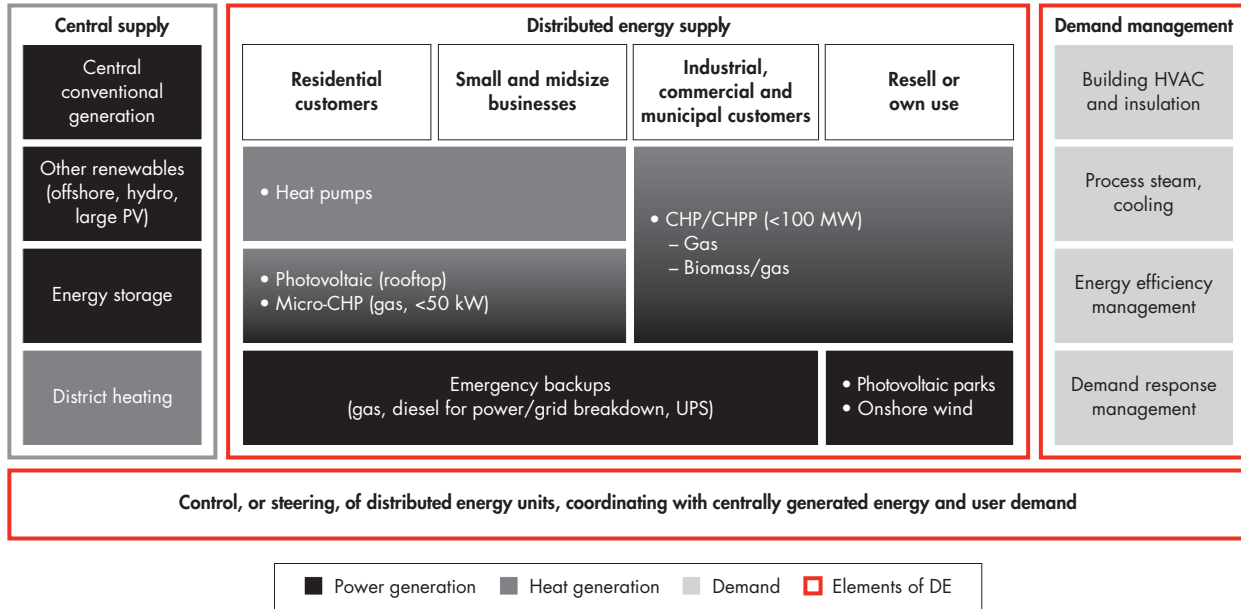 Central supply
Central
conventional
generation
Other renewables
(offshore, hydro,
large PV)
Energy storage
District heating
Distributed energy supply
Residential
customers
Small and midsize
businesses
Industrial,
commercial and
municipal customers
Resell or
own use
• Heat pumps
• Photovoltaic (rooftop)
• Micro-CHP (gas, <50 kW)
• CHP/CHPP (<100 MW)
– Gas
– Biomass/gas
Emergency backups
(gas, diesel for power/grid breakdown, UPS)
• Photovoltaic parks
• Onshore wind
Demand management
Building HVAC
and insulation
Process steam,
cooling
Energy efficiency
management
Demand response
management
Control, or steering, of distributed energy units, coordinating with centrally generated energy and user demand
Power generation
Heat generation
Demand
Elements of DE